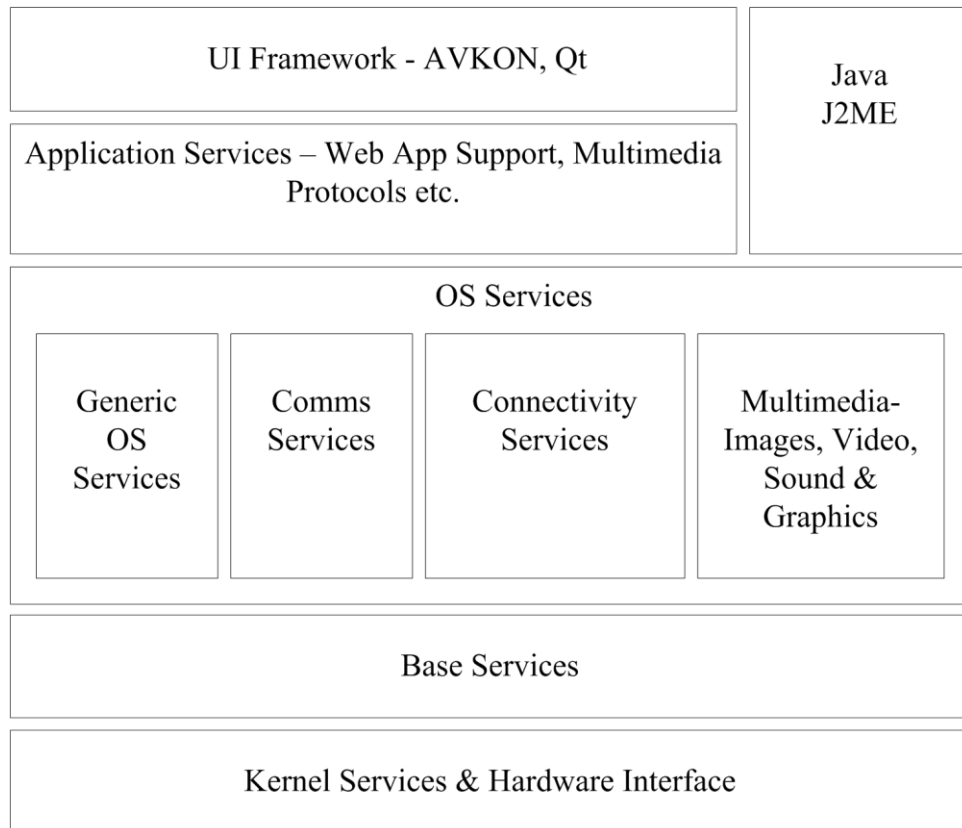 UI Framework - AVKON, Qt
Java
J2ME
Application Services – Web App Support, Multimedia
Protocols etc.
OS Services
Generic
OS
Services
Comms
Services
Connectivity
Services
Multimedia-
Images, Video,
Sound &
Graphics
Base Services
Kernel Services & Hardware Interface